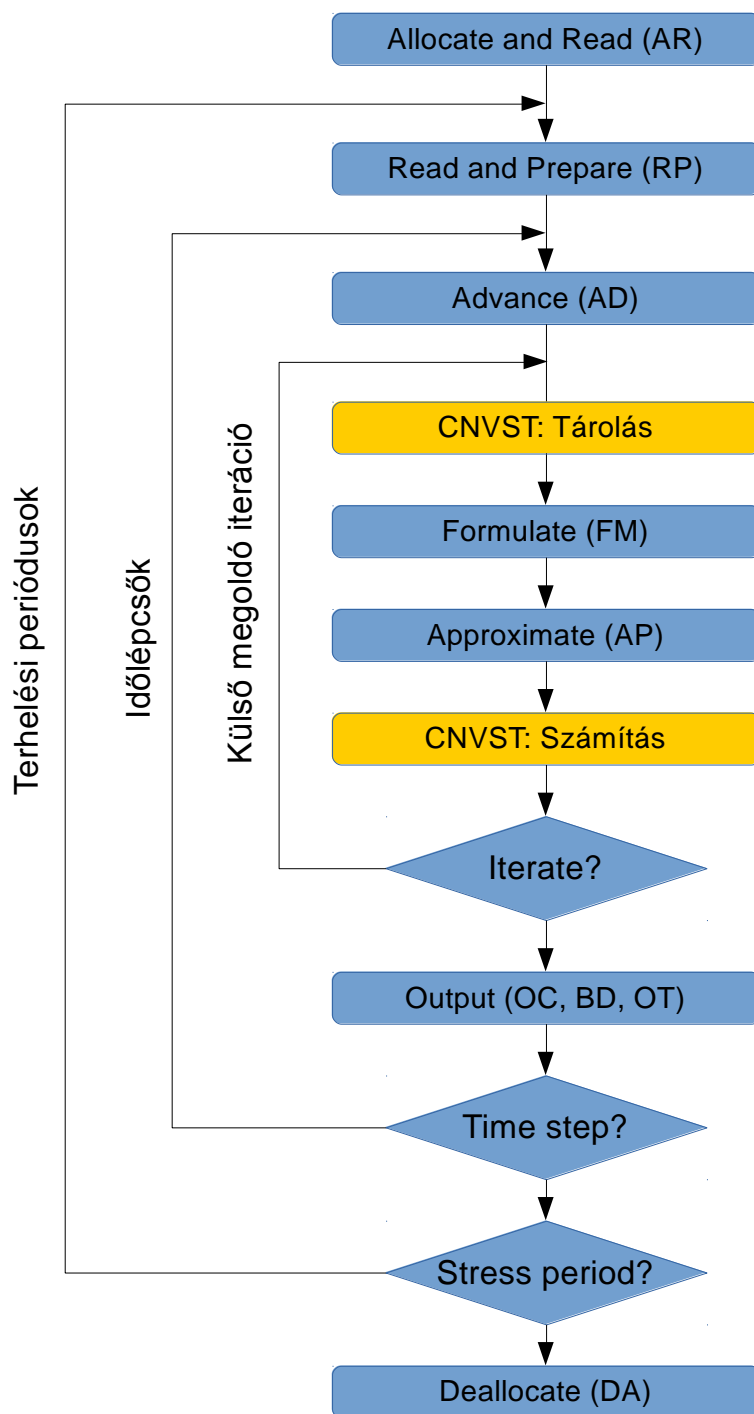 Allocate and Read (AR)
Read and Prepare (RP)
Advance (AD)
CNVST: Tárolás
Formulate (FM)
Approximate (AP)
CNVST: Számítás
Iterate?
Output (OC, BD, OT)
Time step?
Stress period?
Deallocate (DA)
Terhelési periódusok
Időlépcsők
Külső megoldó iteráció